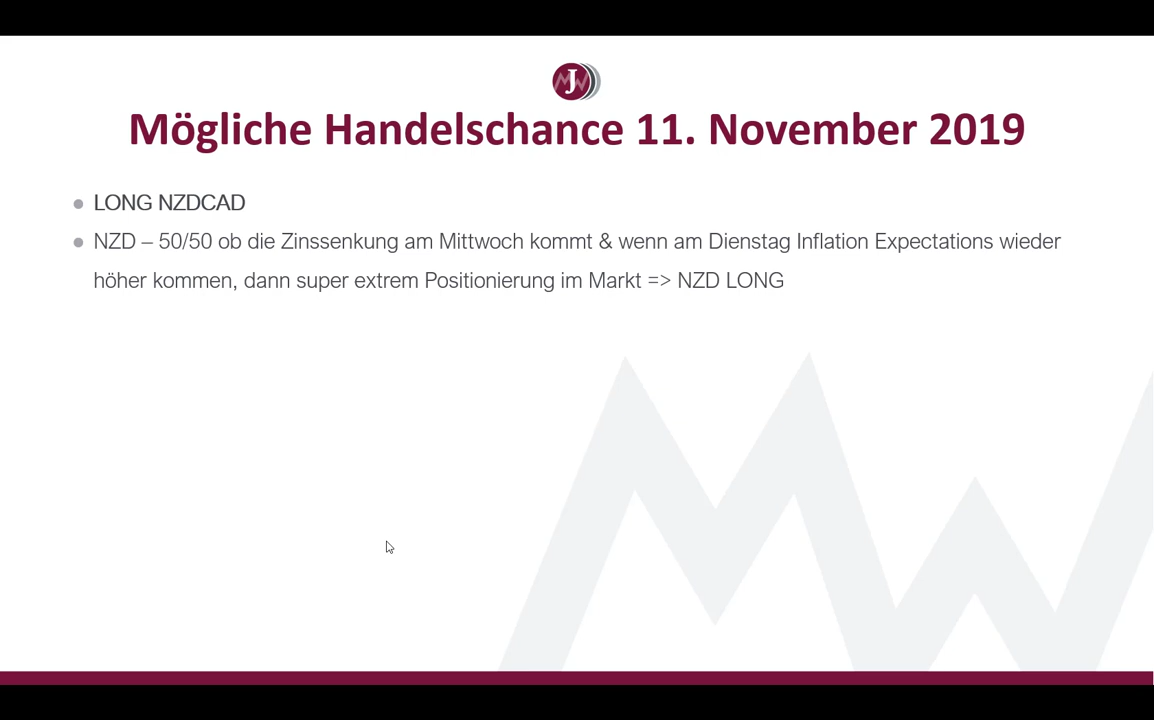 J
Mögliche Handelschance 11. November 2019
LONG NZDCAD
NZD – 50/50 ob die Zinssenkung am Mittwoch kommt & wenn am Dienstag Inflation Expectations wieder
höher kommen, dann super extrem Positionierung im Markt => NZD LONG